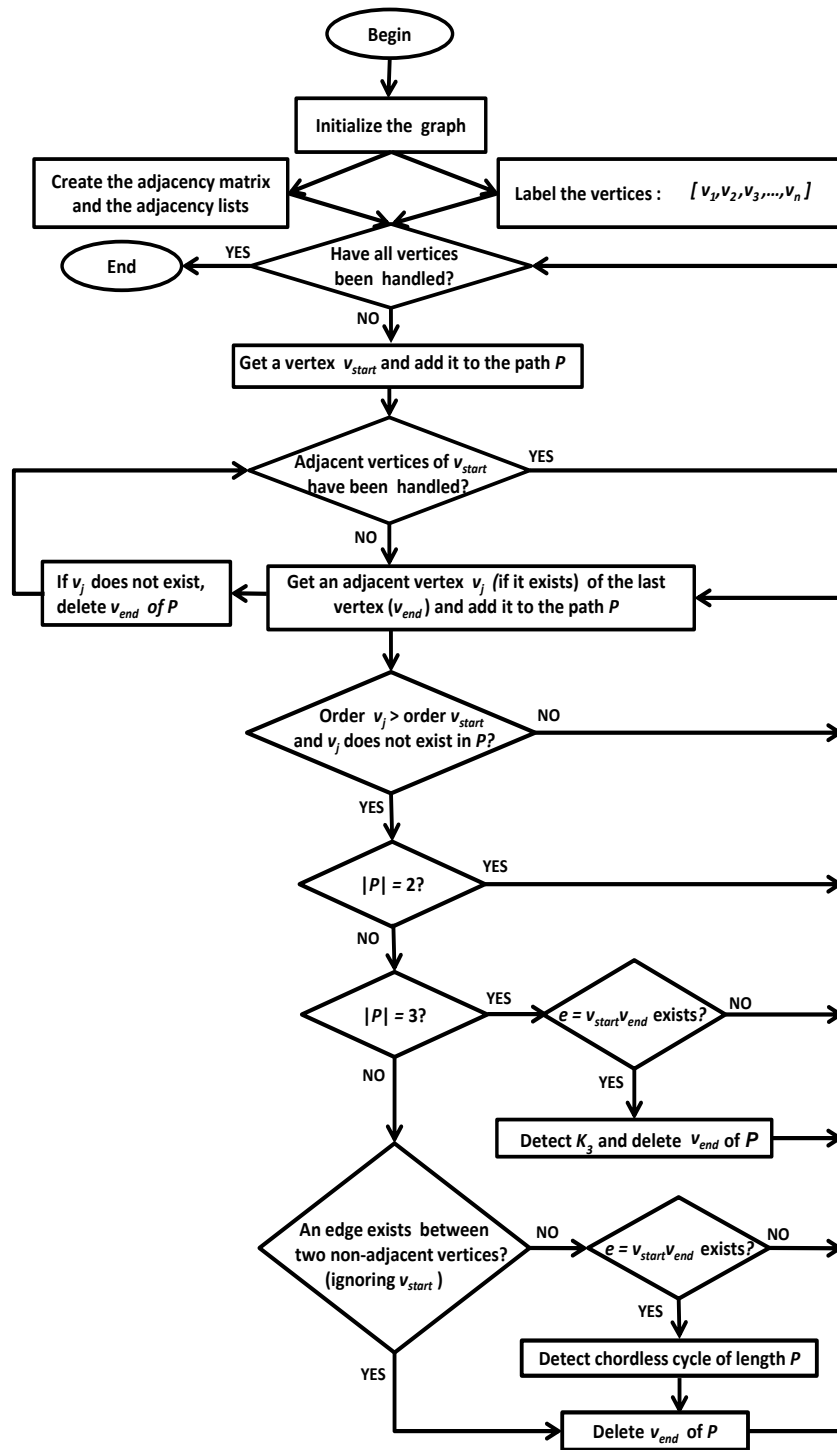 Begin
Initialize the graph
Create the adjacency matrix
and the adjacency lists
Label the vertices : [ v1,v2,v3,...,vn ]
YES
End
Have all vertices
been handled?
NO
Get a vertex vstart and add it to the path P
Adjacent vertices of vstart
have been handled?
YES
NO
If vj does not exist,
delete vend of P
Get an adjacent vertex vj (if it exists) of the last
vertex (vend) and add it to the path P
Order vj > order vstart
and vj does not exist in P?
NO
YES
|P| = 2?
YES
NO
|P| = 3?
YES
e = vstartvend exists?
NO
NO
YES
Detect K3 and delete vend of P
An edge exists between
two non-adjacent vertices?
(ignoring vstart )
NO
e = vstartvend exists?
NO
YES
Detect chordless cycle of length P
YES
Delete vend of P